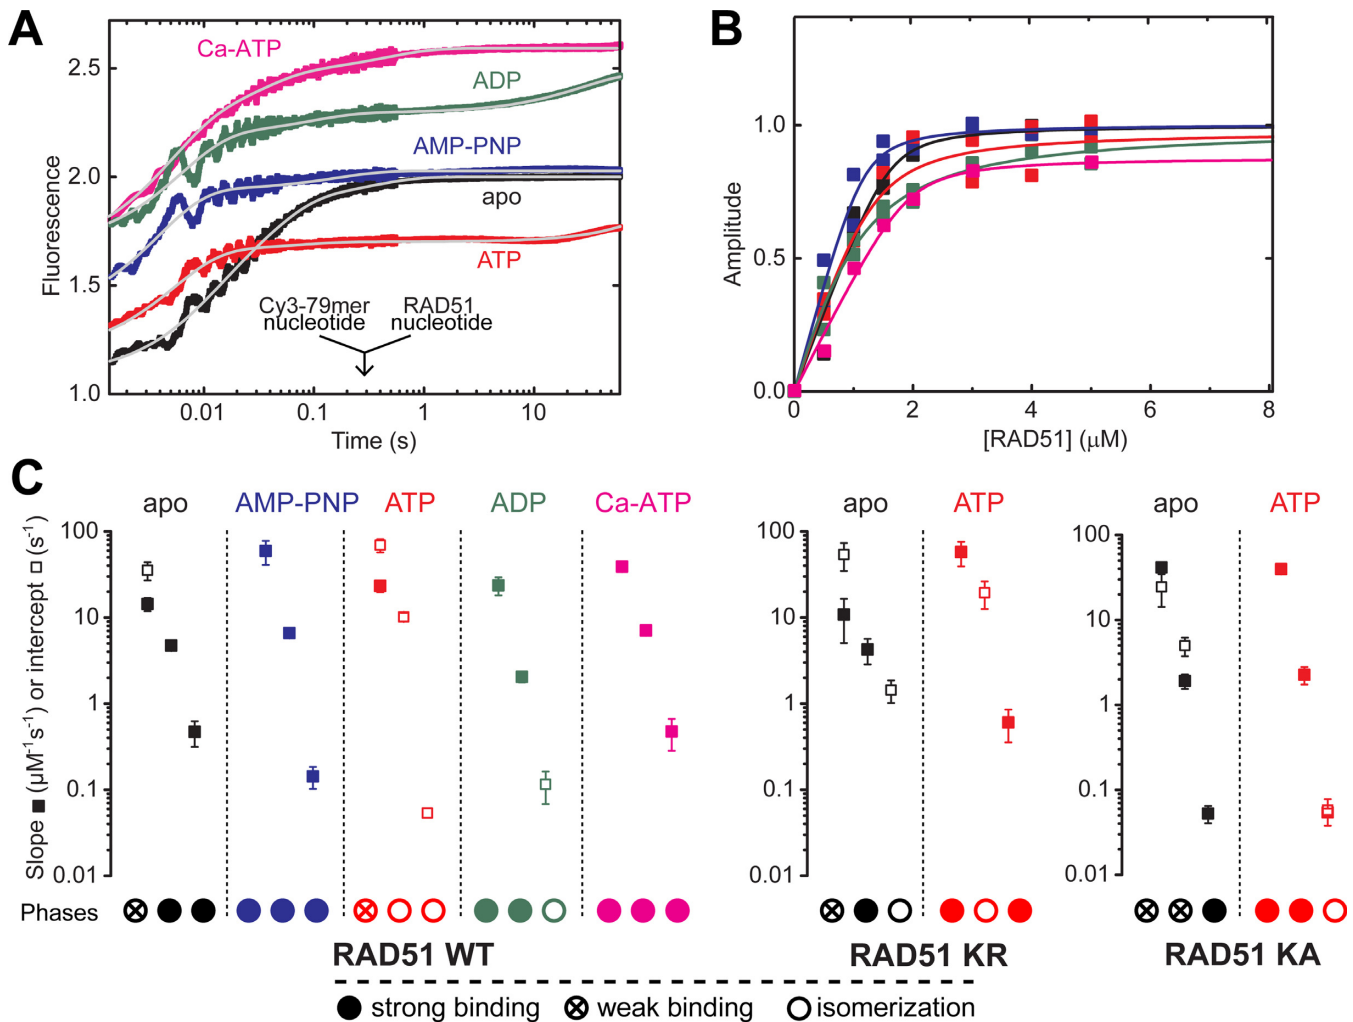 A
Ca-ATP
ADP
AMP-PNP
apo
ATP
Cy3-79mer
nucleotide
RAD51
nucleotide
Fluorescence
2.5
2.0
1.5
1.0
0.01
0.1
1
10
Time (s)
B
Amplitude
1.0
0.5
0.0
0
2
4
6
8
[RAD51] (μM)
C
apo
AMP-PNP
ATP
ADP
Ca-ATP
apo
ATP
apo
ATP
Slope ■ (μM⁻¹s⁻¹) or intercept □ (s⁻¹)
100
10
1
0.1
0.01
100
10
1
0.1
0.01
100
10
1
0.1
0.01
Phases
RAD51 WT
RAD51 KR
RAD51 KA
strong binding
weak binding
isomerization